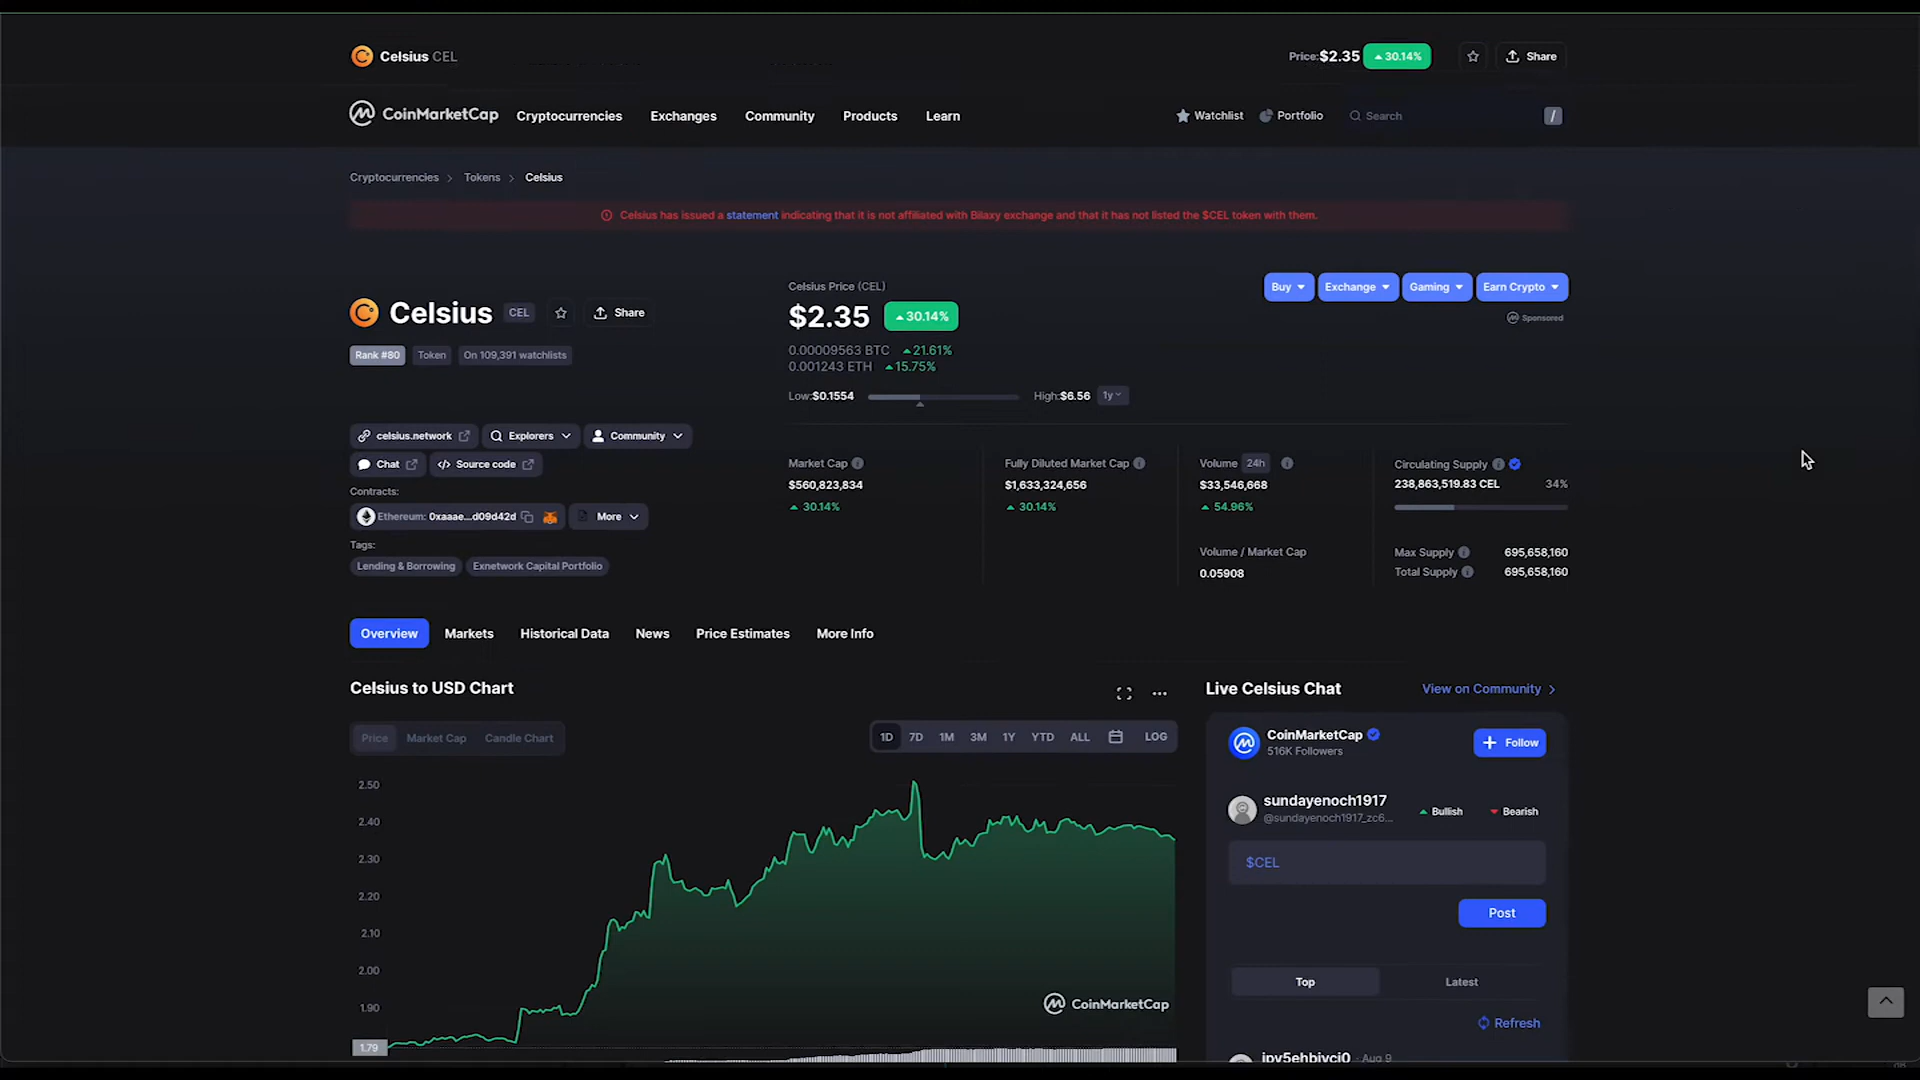 Celsius CEL
Price:$2.35 30.14% Share
CoinMarketCap Cryptocurrencies Exchanges Community Products Learn Watchlist Portfolio Search /
Cryptocurrencies > Tokens > Celsius
Celsius has issued a statement indicating that it is not affiliated with Bilaxy exchange and that it has not listed the $CEL token with them.
Celsius CEL Share
Rank #80 Token On 109,391 watchlists
Celsius Price (CEL)
$2.35 30.14%
0.00009563 BTC 21.61%
0.001243 ETH 15.75%
Low:$0.1554 High:$6.56 1y
Buy Exchange Gaming Earn Crypto
Sponsored
celsius.network Explorers Community
Chat Source code
Contracts:
Ethereum: 0xaaae...d09d42d More
Tags:
Lending & Borrowing Exnetwork Capital Portfolio
Market Cap
$560,823,834
30.14%
Fully Diluted Market Cap
$1,633,324,656
30.14%
Volume 24h
$33,546,668
54.96%
Volume / Market Cap
0.05908
Circulating Supply
238,863,519.83 CEL 34%
Max Supply 695,658,160
Total Supply 695,658,160
Overview Markets Historical Data News Price Estimates More Info
Celsius to USD Chart
Price Market Cap Candle Chart
1D 7D 1M 3M 1Y YTD ALL LOG
2.50
2.40
2.30
2.20
2.10
2.00
1.90
1.79
CoinMarketCap
Live Celsius Chat View on Community >
CoinMarketCap
516K Followers
Follow
sundayenoch1917
@sundayenoch1917_zc6...
Bullish Bearish
$CEL
Post
Top Latest
Refresh
Aug 9